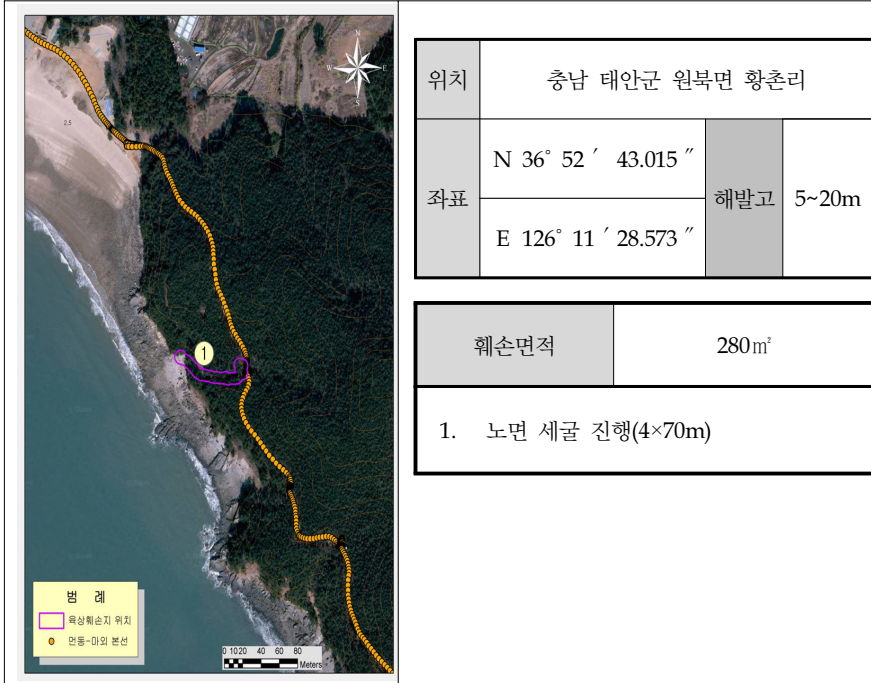 N
W
E
S
2.5
1
범 례
육상훼손지 위치
먼동-마외 본선
0 10 20 40 60 80
Meters
위치 충남 태안군 원북면 황촌리
좌표 N 36° 52 ′ 43.015 ″ 해발고 5~20m
E 126° 11 ′ 28.573 ″
훼손면적 280㎡
1. 노면 세굴 진행(4×70m)